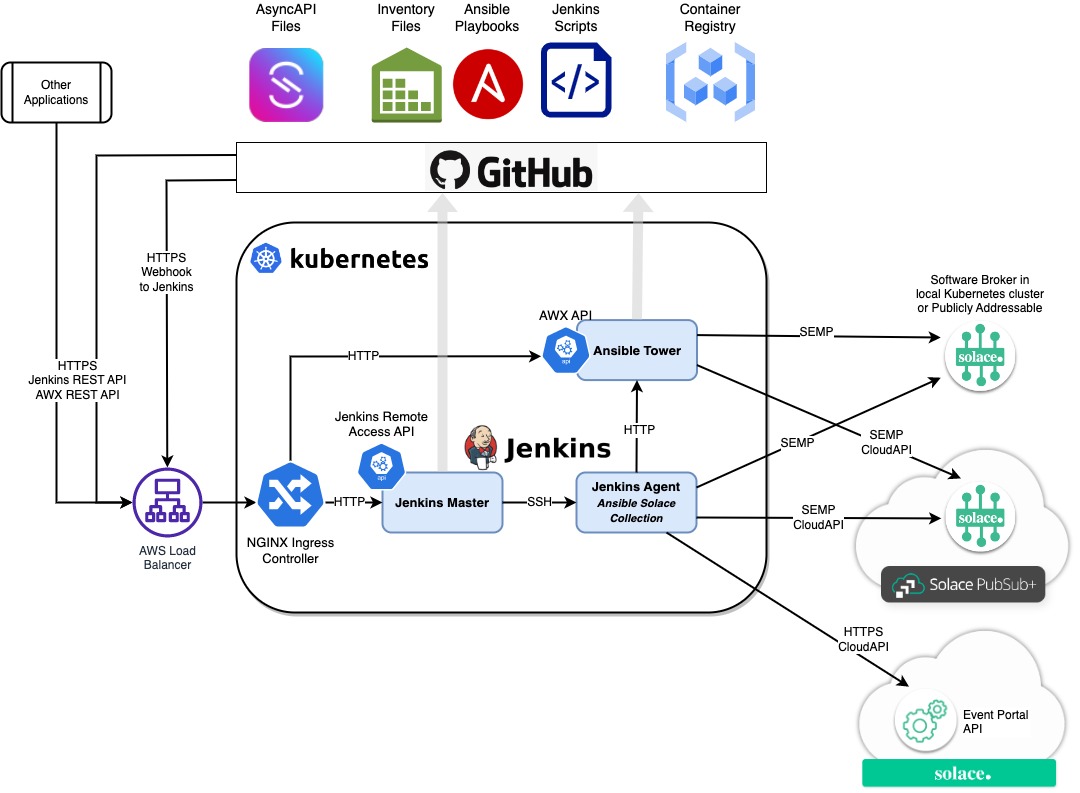 AsyncAPI
Files
Inventory
Files
Ansible
Playbooks
Jenkins
Scripts
Container
Registry
Other
Applications
GitHub
kubernetes
HTTPS
Webhook
to Jenkins
HTTPS
Jenkins REST API
AWX REST API
Software Broker in
local Kubernetes cluster
or Publicly Addressable
AWX API
api
Ansible Tower
HTTP
SEMP
solace.
Jenkins Remote
Access API
api
Jenkins
HTTP
SEMP
SEMP
CloudAPI
AWS Load
Balancer
NGINX Ingress
Controller
HTTP
Jenkins Master
SSH
Jenkins Agent
Ansible Solace
Collection
SEMP
CloudAPI
solace.
Solace PubSub+
HTTPS
CloudAPI
Event Portal
API
solace.